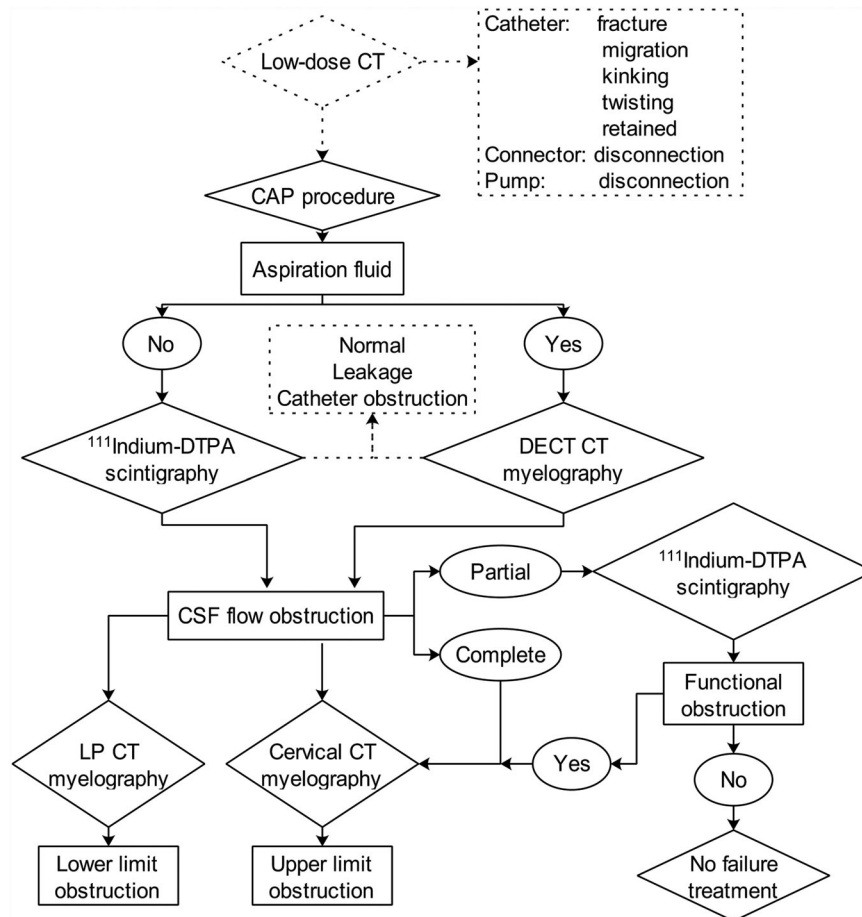 Low-dose CT
Catheter: fracture
migration
kinking
twisting
retained
Connector: disconnection
Pump: disconnection
CAP procedure
Aspiration fluid
No
Yes
Normal
Leakage
Catheter obstruction
¹¹¹Indium-DTPA
scintigraphy
DECT CT
myelography
CSF flow obstruction
Partial
Complete
¹¹¹Indium-DTPA
scintigraphy
Functional
obstruction
LP CT
myelography
Cervical CT
myelography
Yes
No
Lower limit
obstruction
Upper limit
obstruction
No failure
treatment